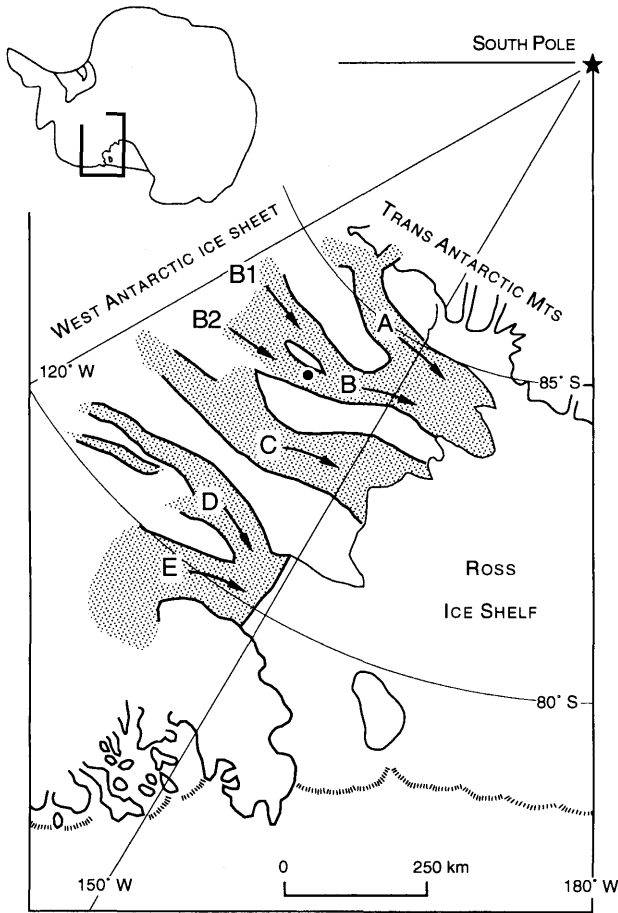 SOUTH POLE
WEST ANTARCTIC ICE SHEET
TRANS ANTARCTIC MTS
B1
B2
A
120° W
85° S
B
C
D
E
ROSS
ICE SHELF
80° S
0
250 km
150° W
180° W